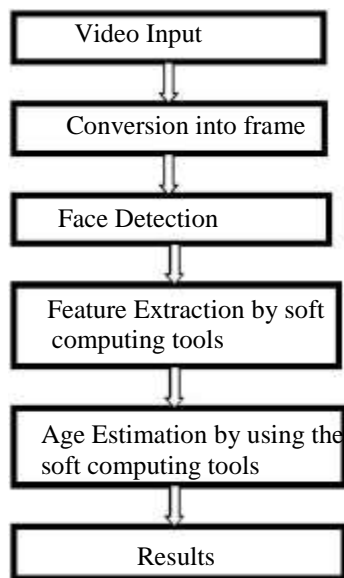 Video Input
Conversion into frame
Face Detection
Feature Extraction by soft
computing tools
Age Estimation by using the
soft computing tools
Results